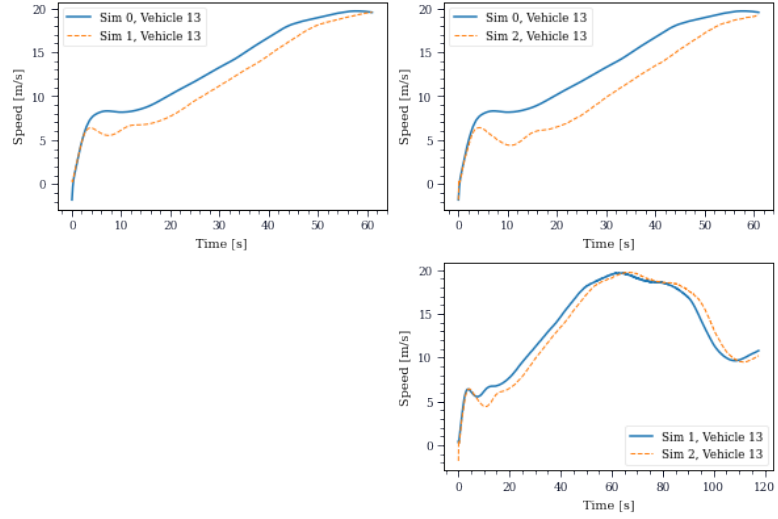 20
15
10
5
0
Speed [m/s]
Sim 0, Vehicle 13
Sim 1, Vehicle 13
0 10 20 30 40 50 60
Time [s]
20
15
10
5
0
Speed [m/s]
Sim 0, Vehicle 13
Sim 2, Vehicle 13
0 10 20 30 40 50 60
Time [s]
20
15
10
5
0
Speed [m/s]
Sim 1, Vehicle 13
Sim 2, Vehicle 13
0 20 40 60 80 100 120
Time [s]